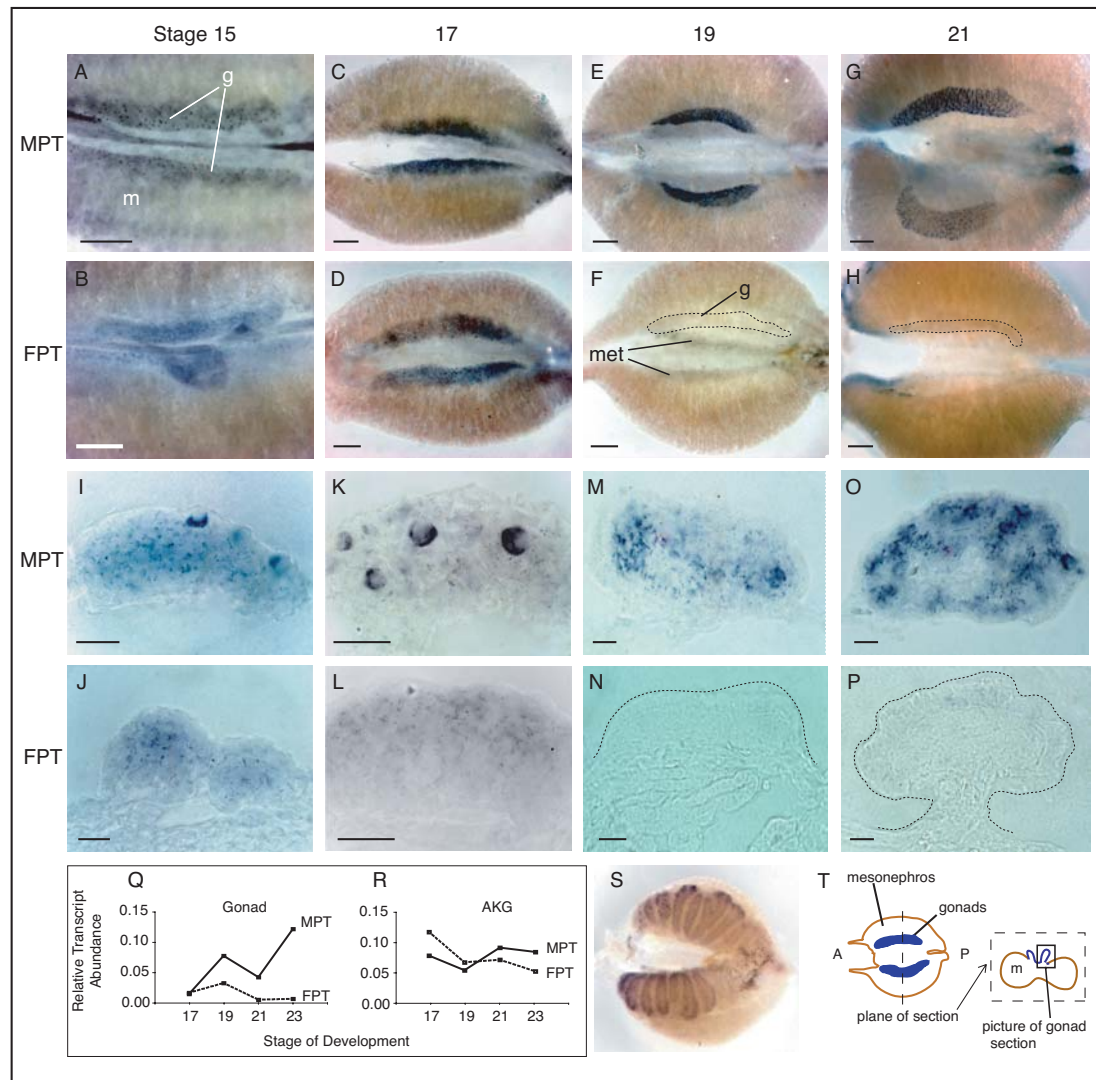 Stage 15 17 19 21
A C E G
g
MPT
m
B D F H
g
FPT
met
I K M O
MPT
J L N P
FPT
Q R S T
Gonad AKG
Relative Transcript
Abundance
0.15 0.15
0.10 0.10
0.05 0.05
0.00 0.00
MPT MPT
FPT FPT
17 19 21 23 17 19 21 23
Stage of Development
mesonephros
gonads
A P
m
plane of section
picture of gonad
section